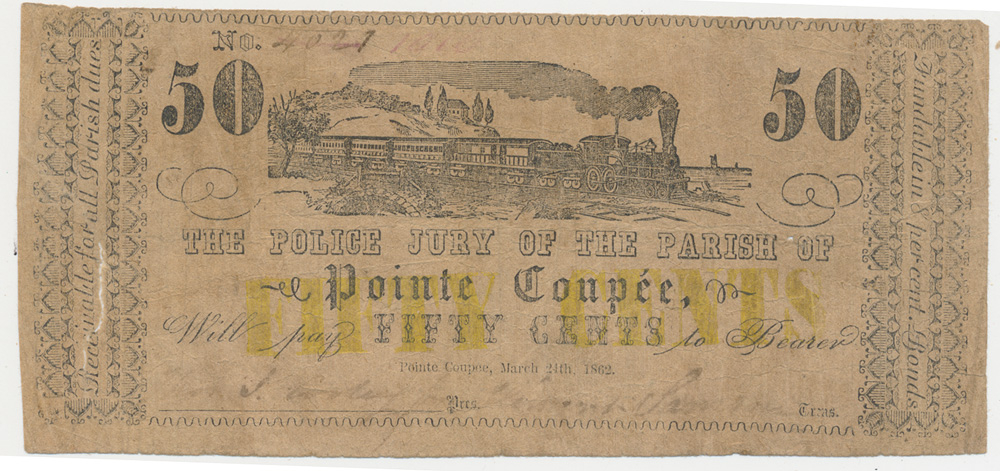 No.
50
50
THE POLICE JURY OF THE PARISH OF
Pointe Coupée,
FIFTY CENTS
Will pay FIFTY CENTS to Bearer
Pointe Coupee, March 24th, 1862.
Pres.
Treas.
Receivable for all Parish dues
Fundable in 8 per cent. Bonds